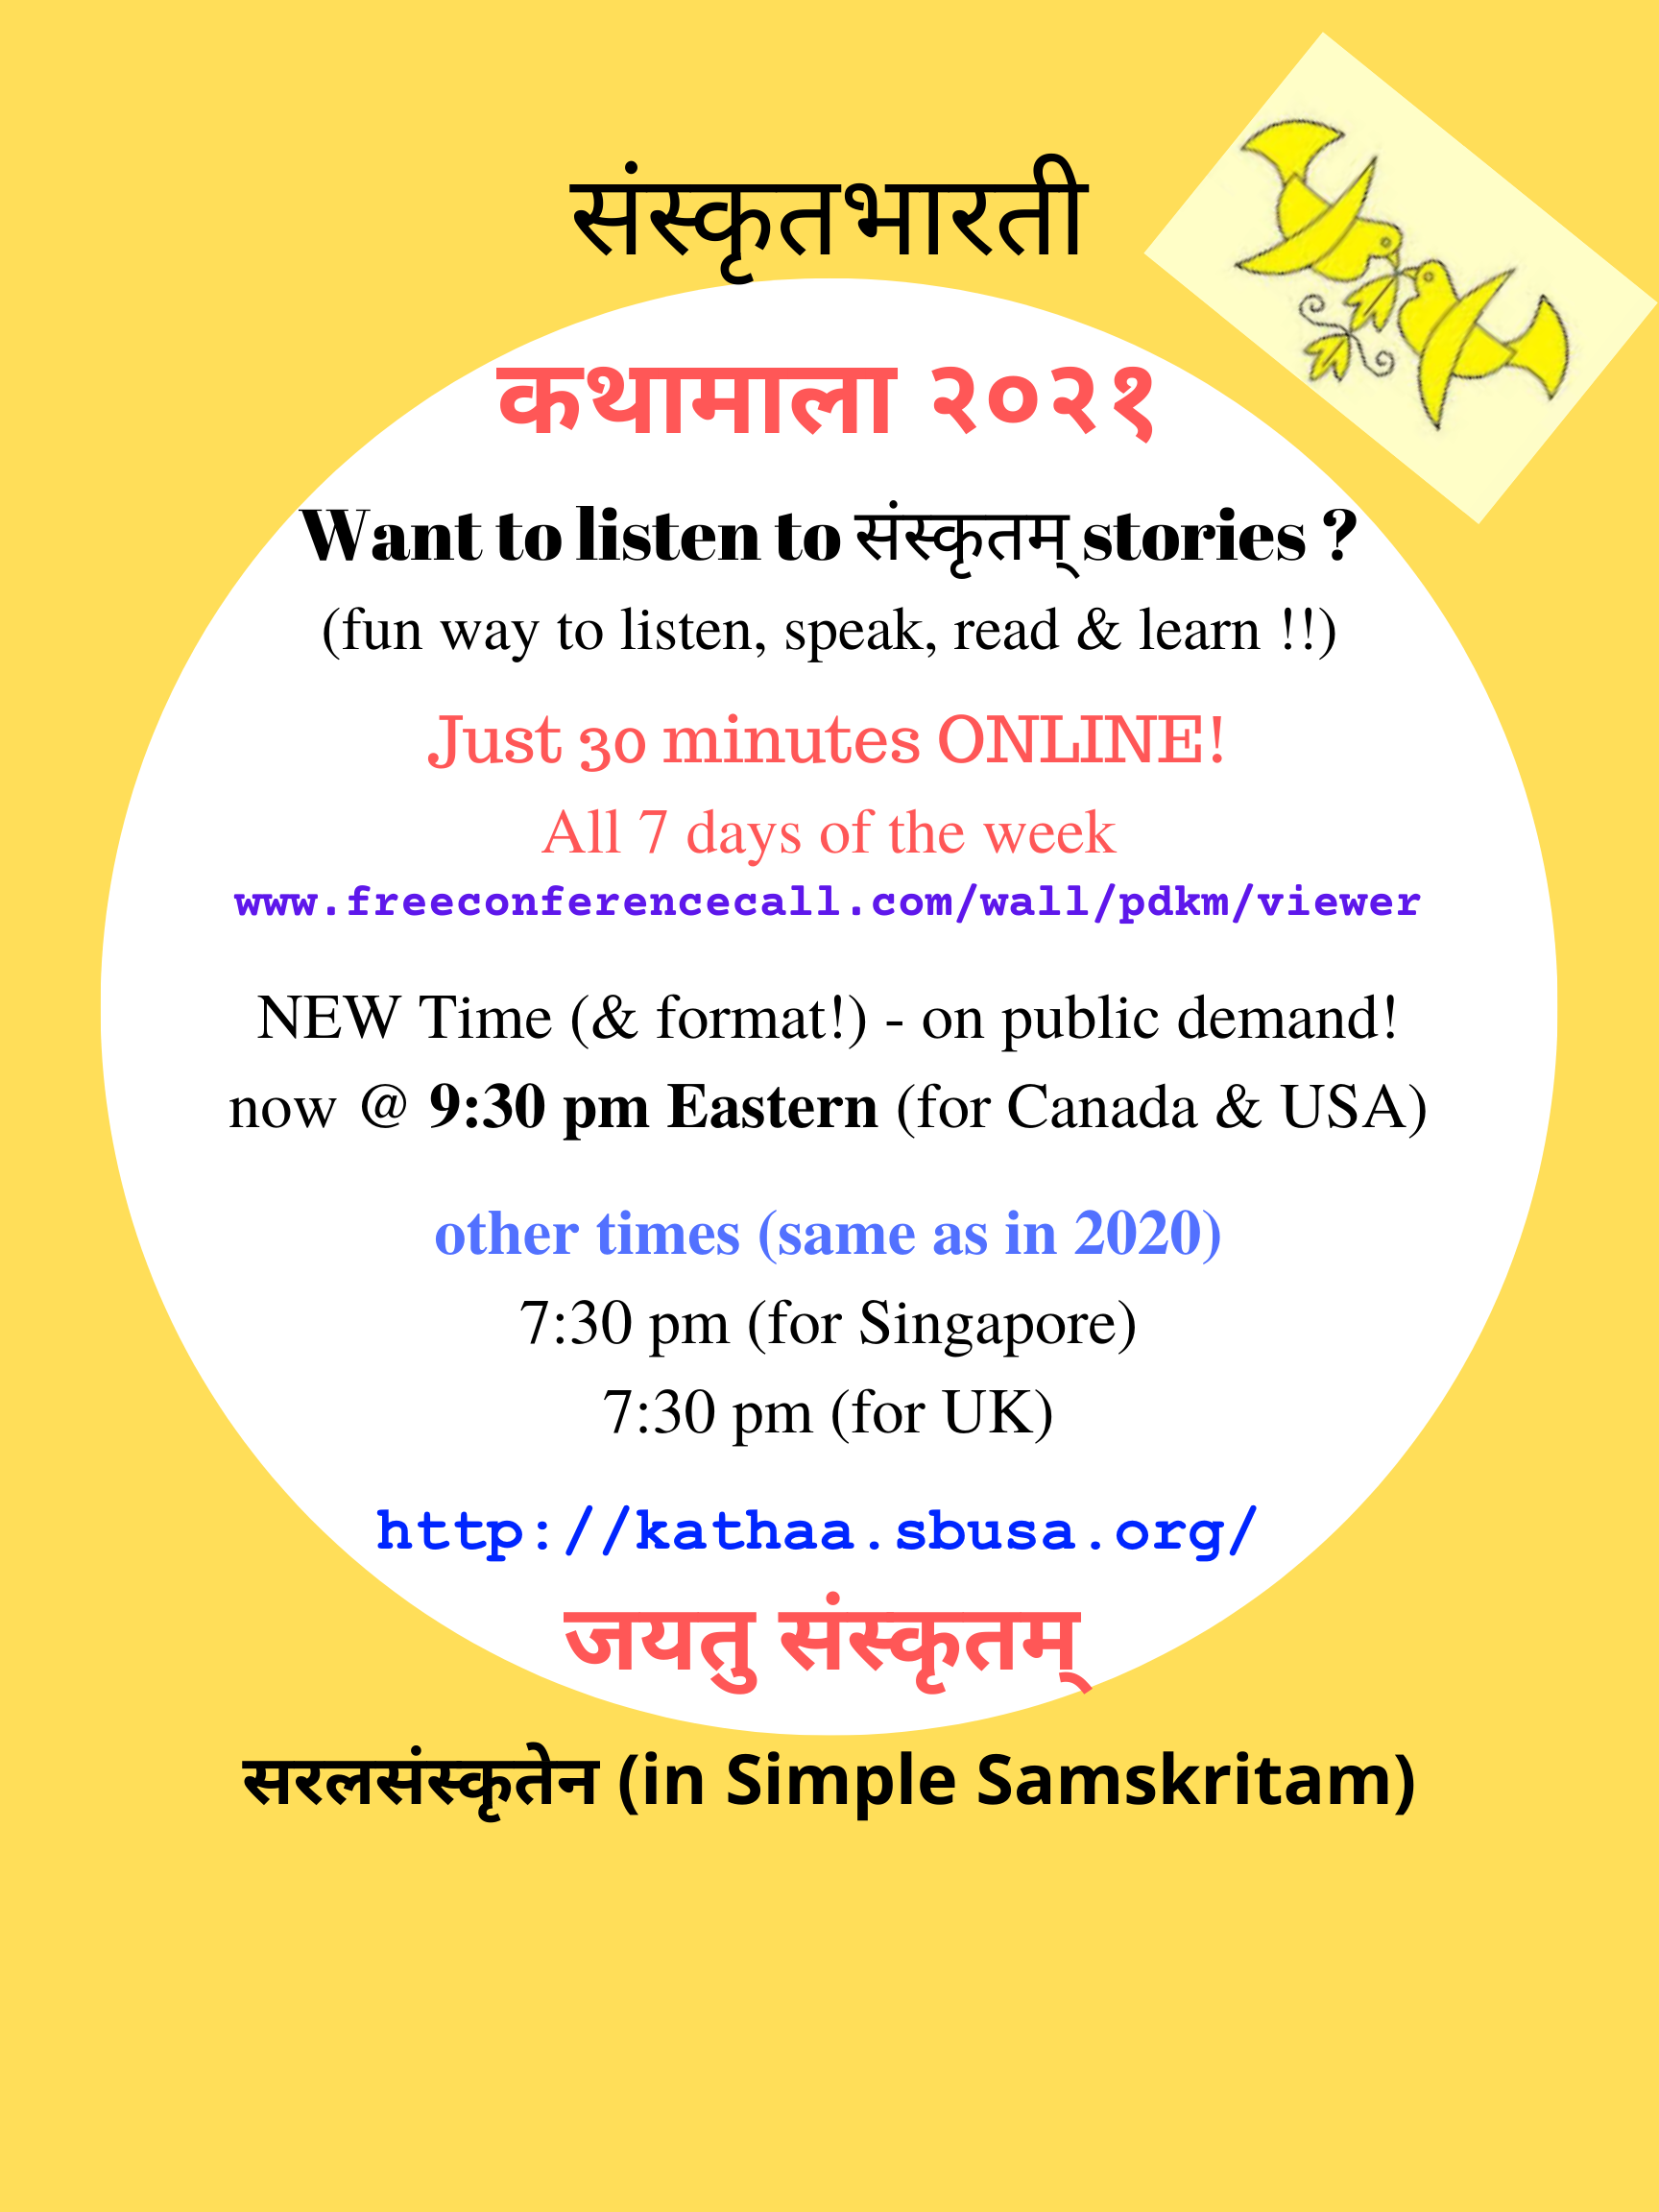 संस्कृतभारती
कथामाला २०२१
Want to listen to संस्कृतम् stories ?
(fun way to listen, speak, read & learn !!)
Just 30 minutes ONLINE!
All 7 days of the week
www.freeconferencecall.com/wall/pdkm/viewer
NEW Time (& format!) - on public demand!
now @ 9:30 pm Eastern (for Canada & USA)
other times (same as in 2020)
7:30 pm (for Singapore)
7:30 pm (for UK)
http://kathaa.sbusa.org/
जयतु संस्कृतम्
सरलसंस्कृतेन (in Simple Samskritam)